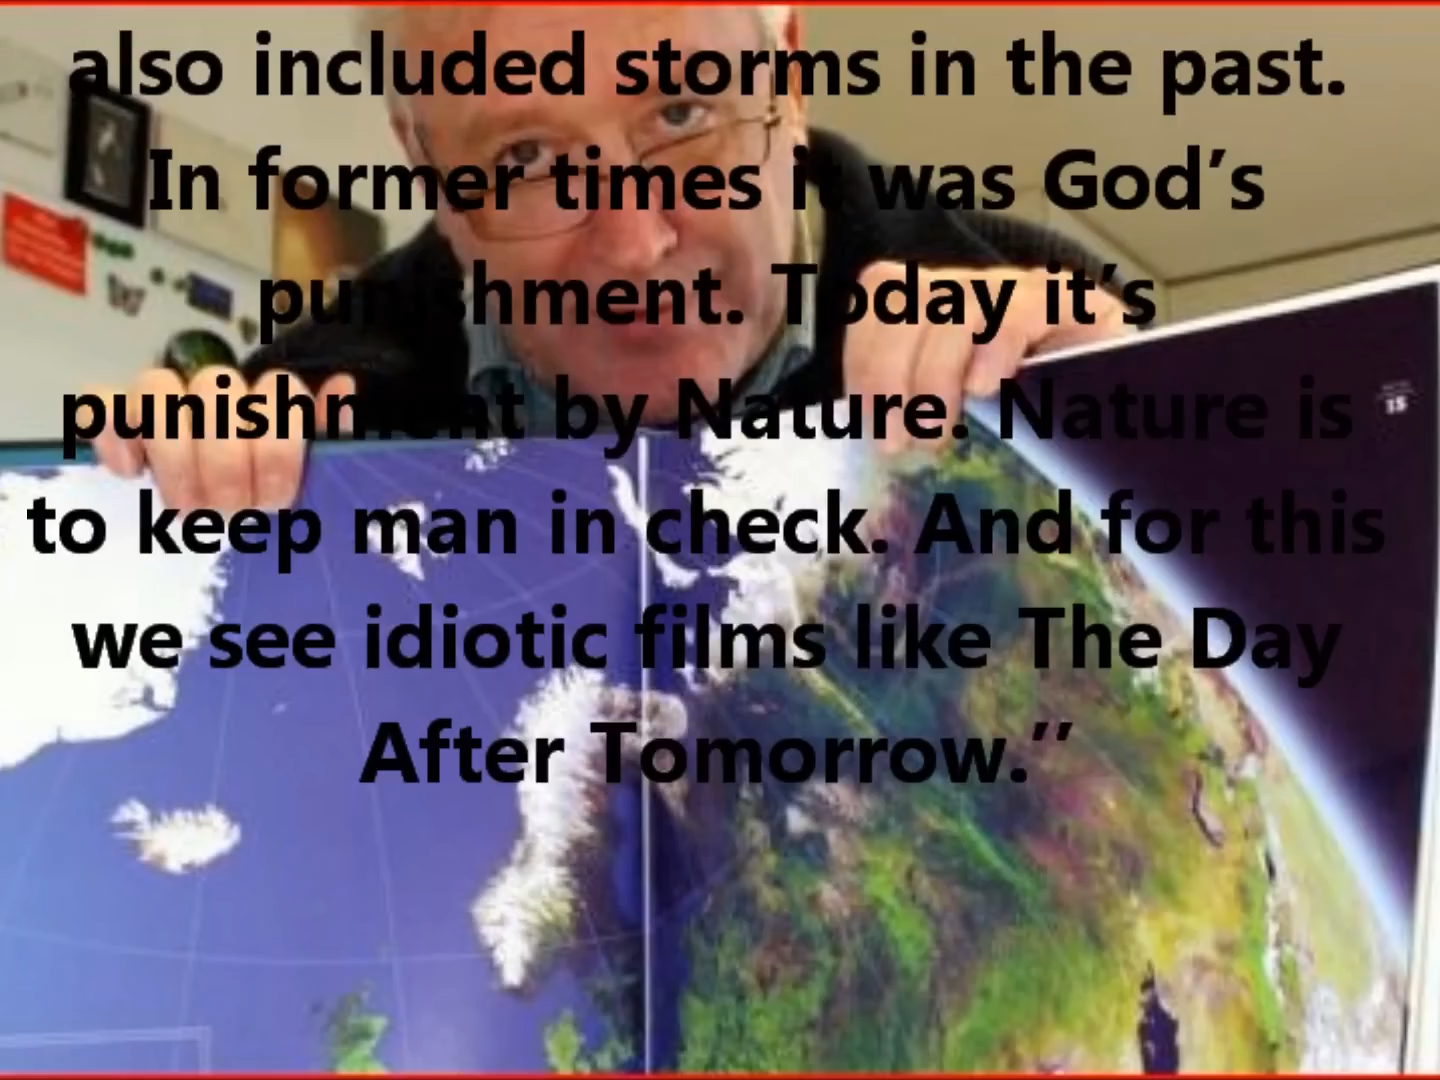 also included storms in the past.
In former times it was God’s
punishment. Today it’s
punishment by Nature. Nature is
to keep man in check. And for this
we see idiotic films like The Day
After Tomorrow.’’
15